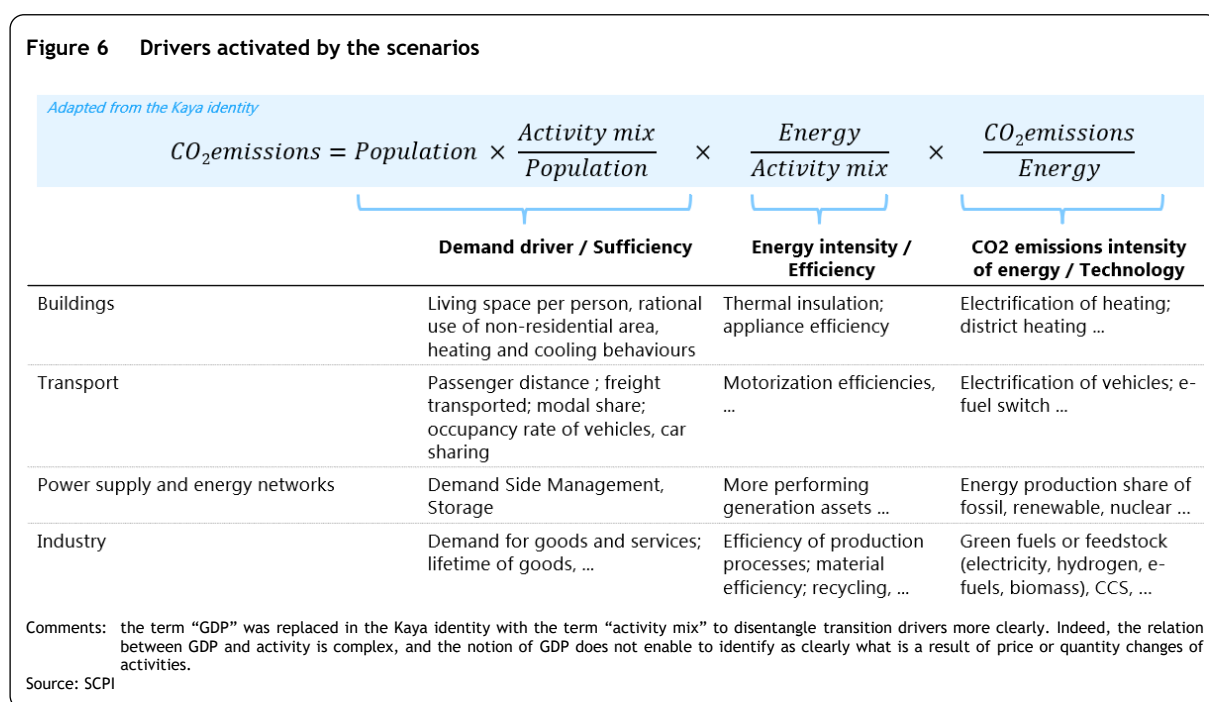 Figure 6 Drivers activated by the scenarios
Adapted from the Kaya identity
CO₂emissions = Population × Activity mix / Population × Energy / Activity mix × CO₂emissions / Energy
Demand driver / Sufficiency
Energy intensity / Efficiency
CO2 emissions intensity of energy / Technology
Buildings
Living space per person, rational
use of non-residential area,
heating and cooling behaviours
Thermal insulation;
appliance efficiency
Electrification of heating;
district heating ...
Transport
Passenger distance ; freight
transported; modal share;
occupancy rate of vehicles, car
sharing
Motorization efficiencies,
...
Electrification of vehicles; e-
fuel switch ...
Power supply and energy networks
Demand Side Management,
Storage
More performing
generation assets ...
Energy production share of
fossil, renewable, nuclear ...
Industry
Demand for goods and services;
lifetime of goods, ...
Efficiency of production
processes; material
efficiency; recycling, ...
Green fuels or feedstock
(electricity, hydrogen, e-
fuels, biomass), CCS, ...
Comments: the term “GDP” was replaced in the Kaya identity with the term “activity mix” to disentangle transition drivers more clearly. Indeed, the relation
between GDP and activity is complex, and the notion of GDP does not enable to identify as clearly what is a result of price or quantity changes of
activities.
Source: SCPI